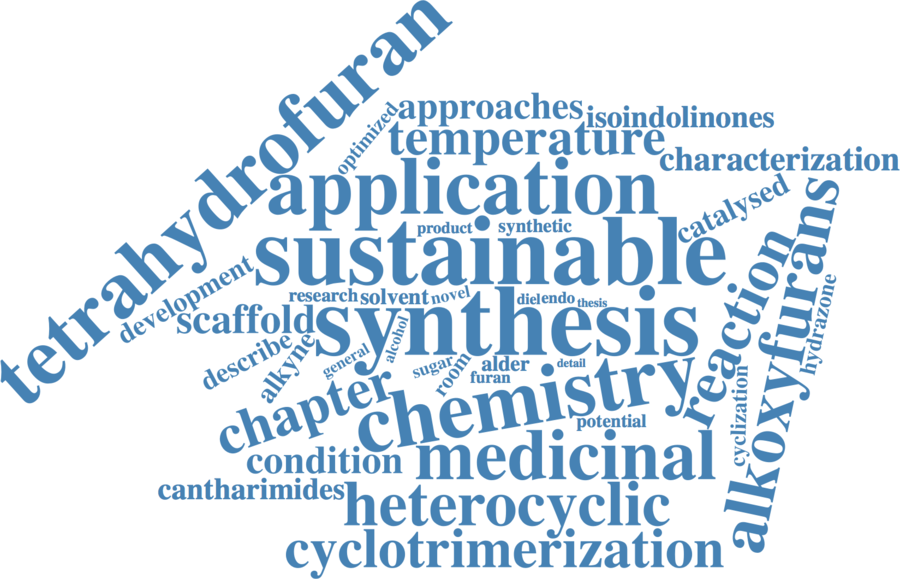 tetrahydrofuran
optimized
approaches
isoindolinones
temperature
characterization
application
catalysed
product
synthetic
sustainable
development
research
solvent
novel
diel
endo
thesis
scaffold
synthesis
alcohol
reaction
alkoxyfurans
hydrazone
describe
alkyne
general
sugar
room
alder
furan
detail
chapter
chemistry
potential
cyclization
condition
medicinal
cantharimides
heterocyclic
cyclotrimerization